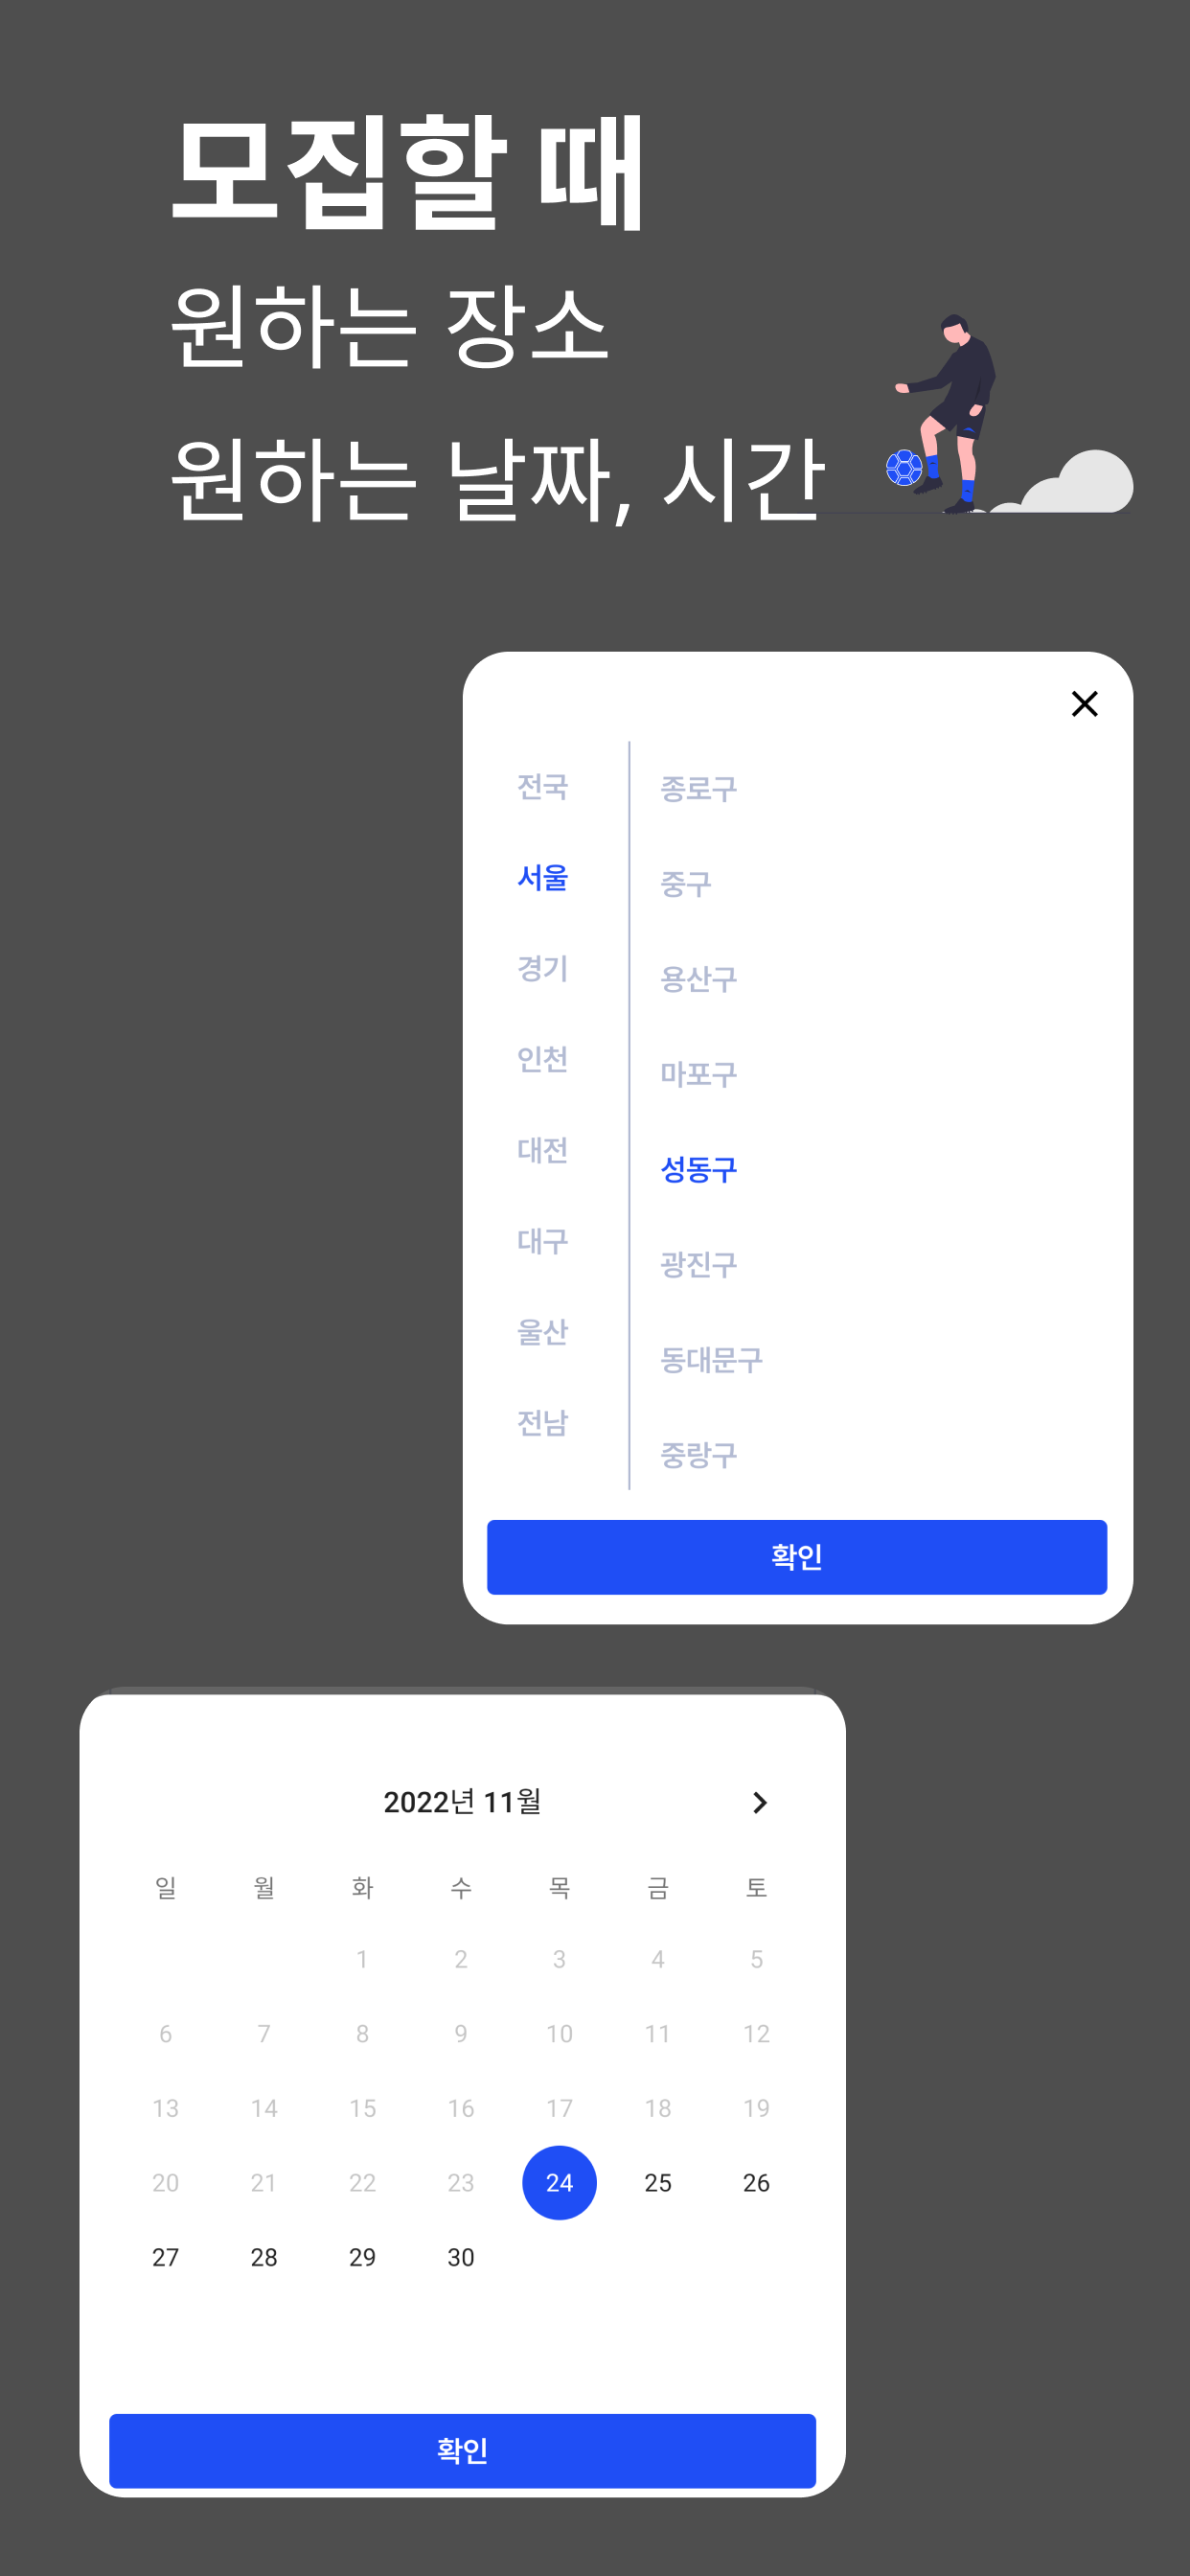 모집할 때
원하는 장소
원하는 날짜, 시간
전국
서울
경기
인천
대전
대구
울산
전남
종로구
중구
용산구
마포구
성동구
광진구
동대문구
중랑구
확인
2022년 11월
일 월 화 수 목 금 토
1 2 3 4 5
6 7 8 9 10 11 12
13 14 15 16 17 18 19
20 21 22 23 24 25 26
27 28 29 30
확인